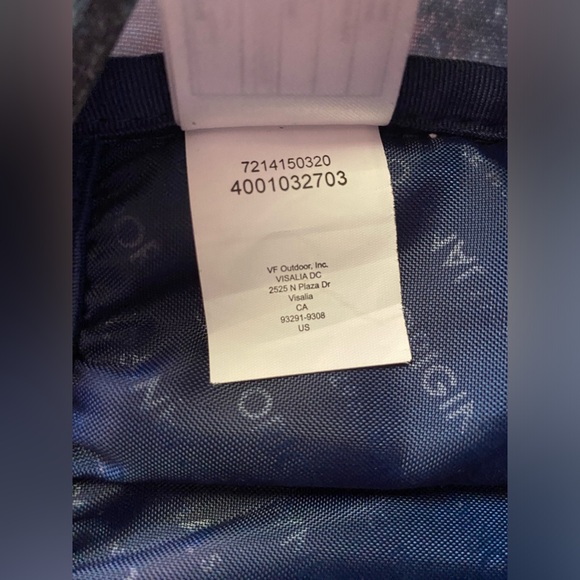 7214150320
4001032703
VF Outdoor, Inc.
VISALIA DC
2525 N Plaza Dr
Visalia
CA
93291-9308
US